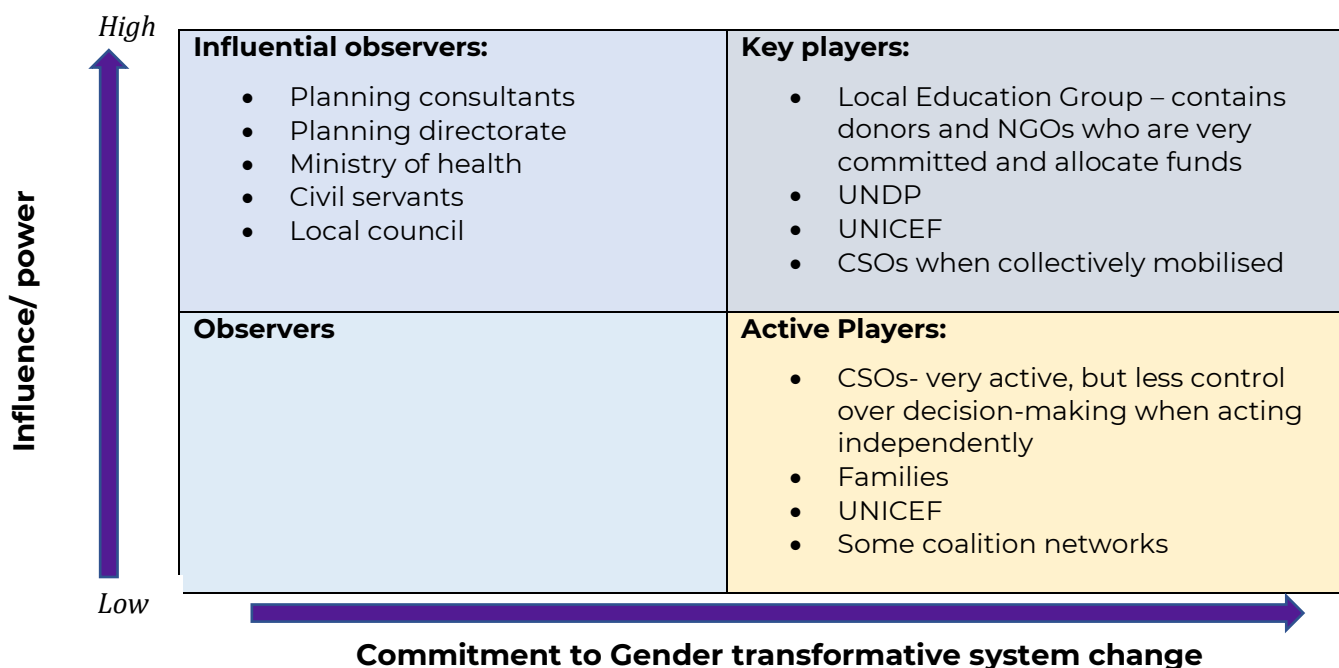 High
Influence/ power
Influential observers:
• Planning consultants
• Planning directorate
• Ministry of health
• Civil servants
• Local council
Key players:
• Local Education Group – contains
donors and NGOs who are very
committed and allocate funds
• UNDP
• UNICEF
• CSOs when collectively mobilised
Observers
Active Players:
• CSOs- very active, but less control
over decision-making when acting
independently
• Families
• UNICEF
• Some coalition networks
Low
Commitment to Gender transformative system change